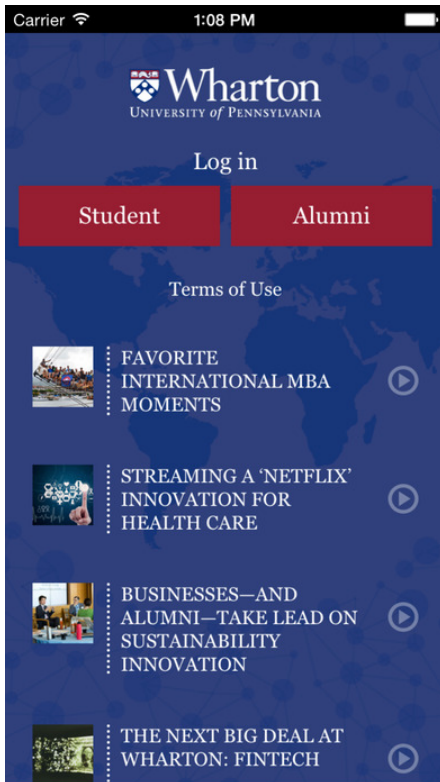 Carrier 1:08 PM
Wharton
UNIVERSITY of PENNSYLVANIA
Log in
Student Alumni
Terms of Use
FAVORITE
INTERNATIONAL MBA
MOMENTS
STREAMING A ‘NETFLIX’
INNOVATION FOR
HEALTH CARE
BUSINESSES—AND
ALUMNI—TAKE LEAD ON
SUSTAINABILITY
INNOVATION
THE NEXT BIG DEAL AT
WHARTON: FINTECH